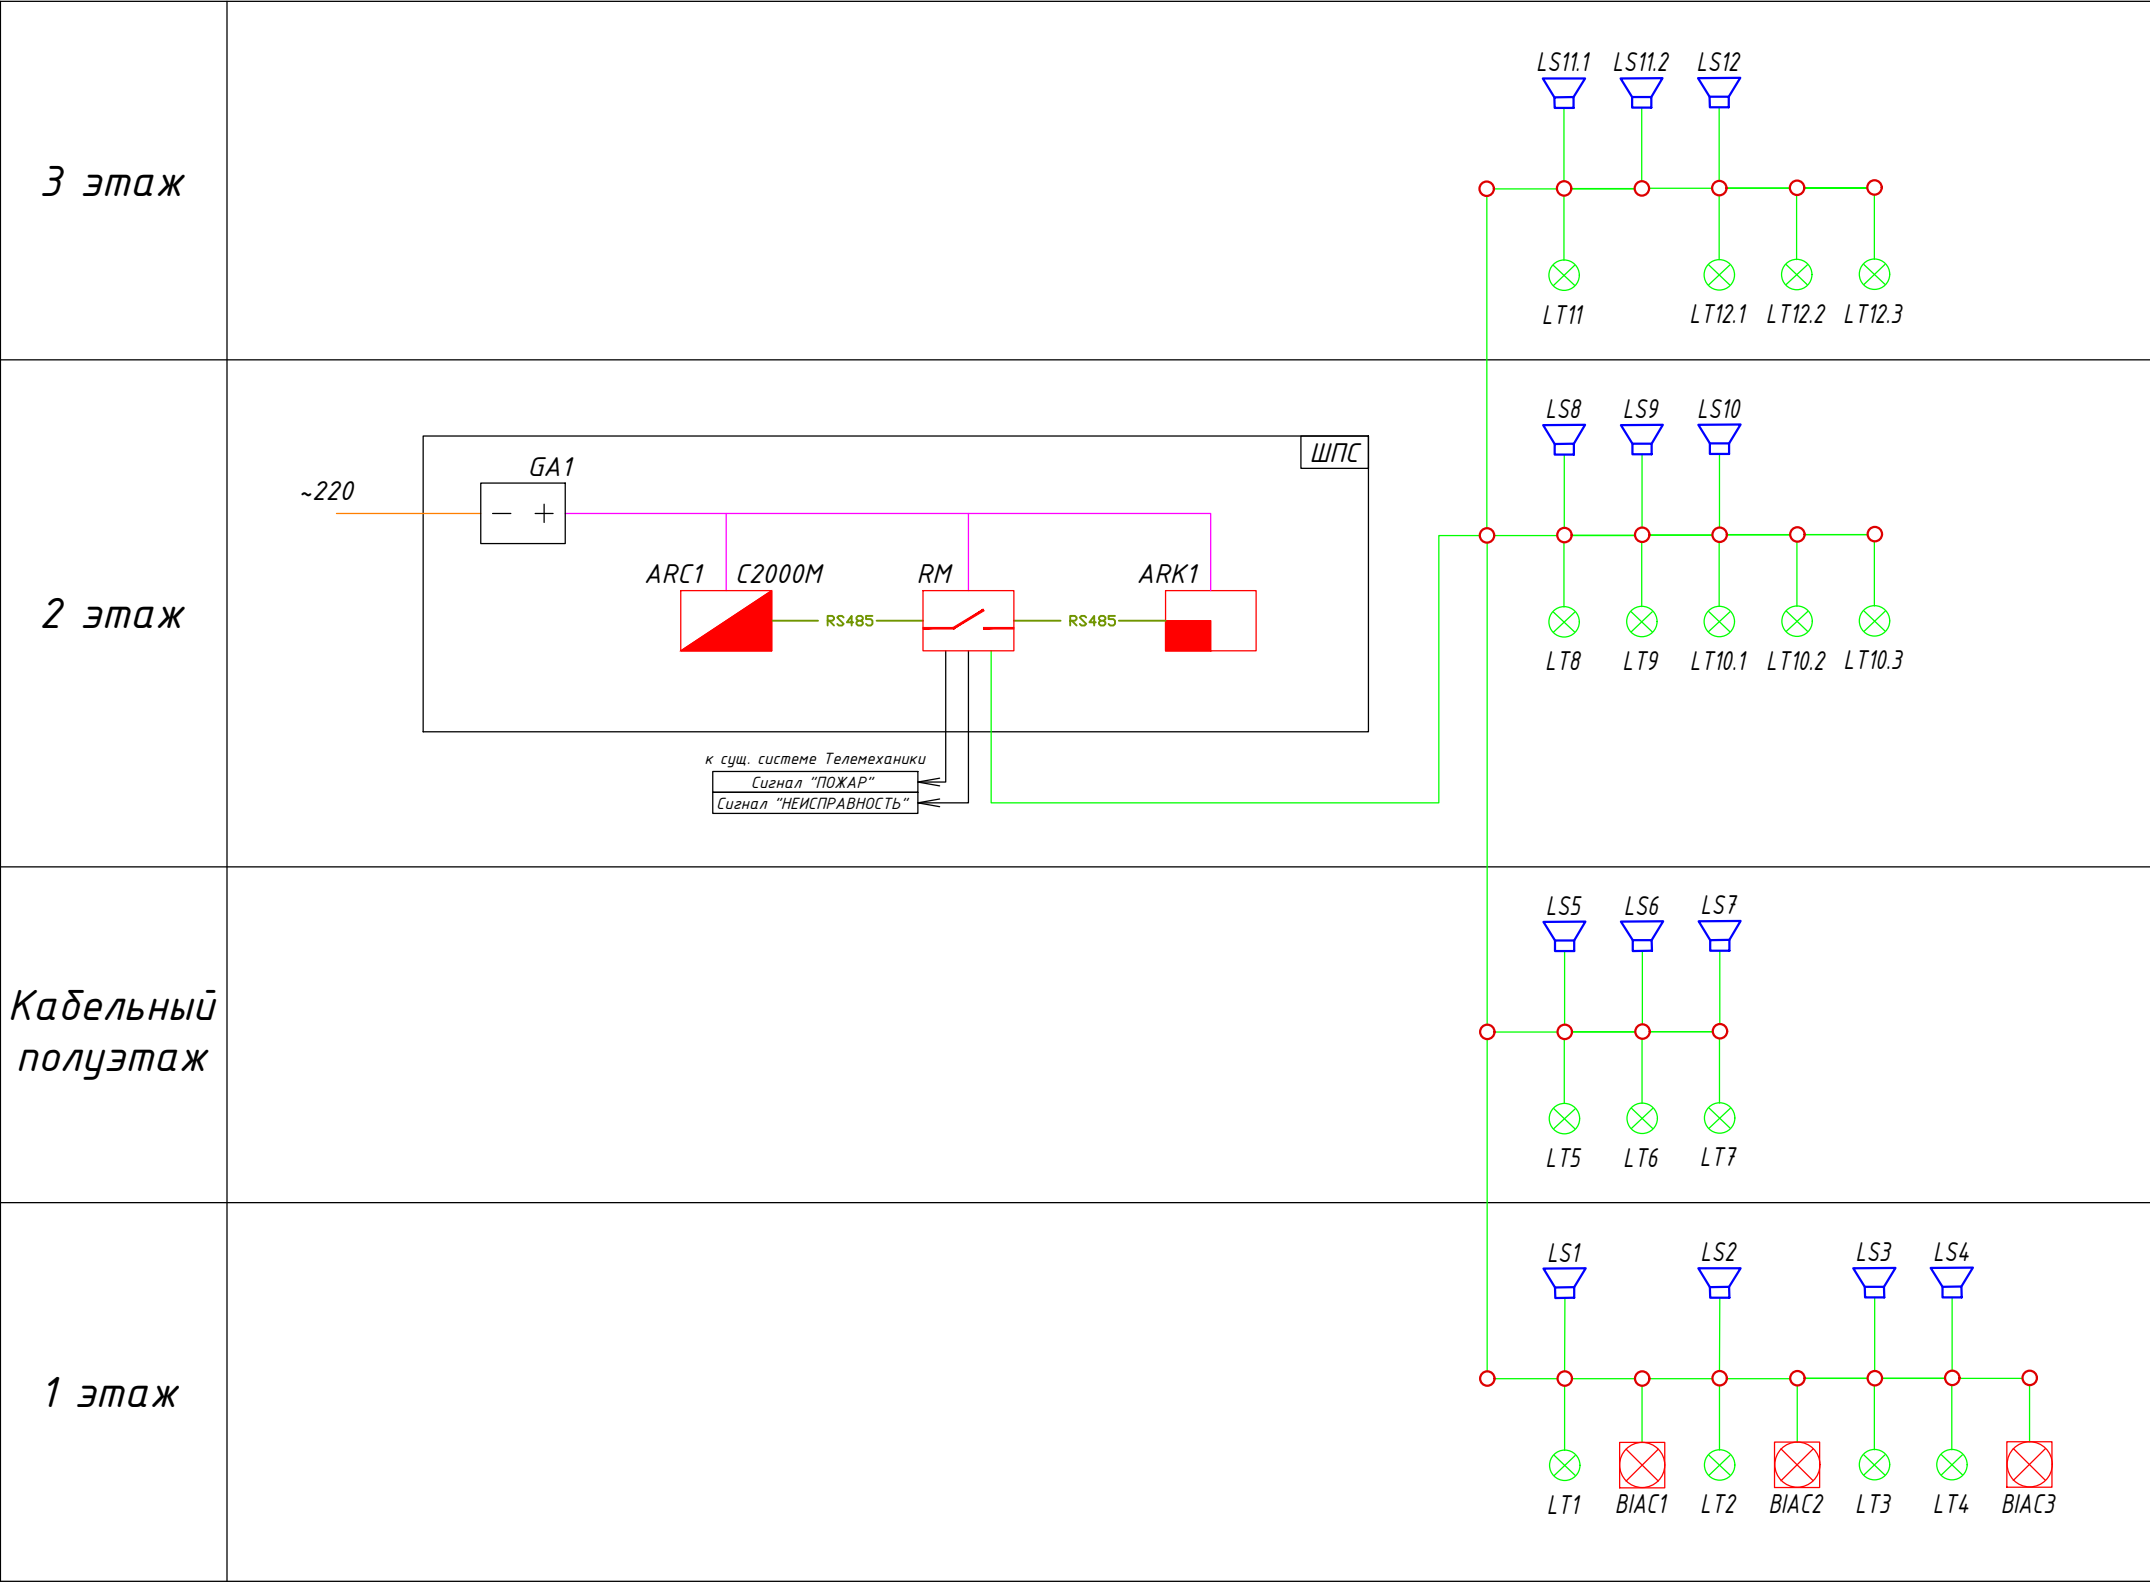 3 этаж
LS11.1 LS11.2 LS12
LT11 LT12.1 LT12.2 LT12.3
2 этаж
~220
GA1
ШПС
ARC1 С2000М RM ARK1
RS485 RS485
к сущ. системе Телемеханики
Сигнал "ПОЖАР"
Сигнал "НЕИСПРАВНОСТЬ"
LS8 LS9 LS10
LT8 LT9 LT10.1 LT10.2 LT10.3
Кабельный
полуэтаж
LS5 LS6 LS7
LT5 LT6 LT7
1 этаж
LS1 LS2 LS3 LS4
LT1 BIAC1 LT2 BIAC2 LT3 LT4 BIAC3